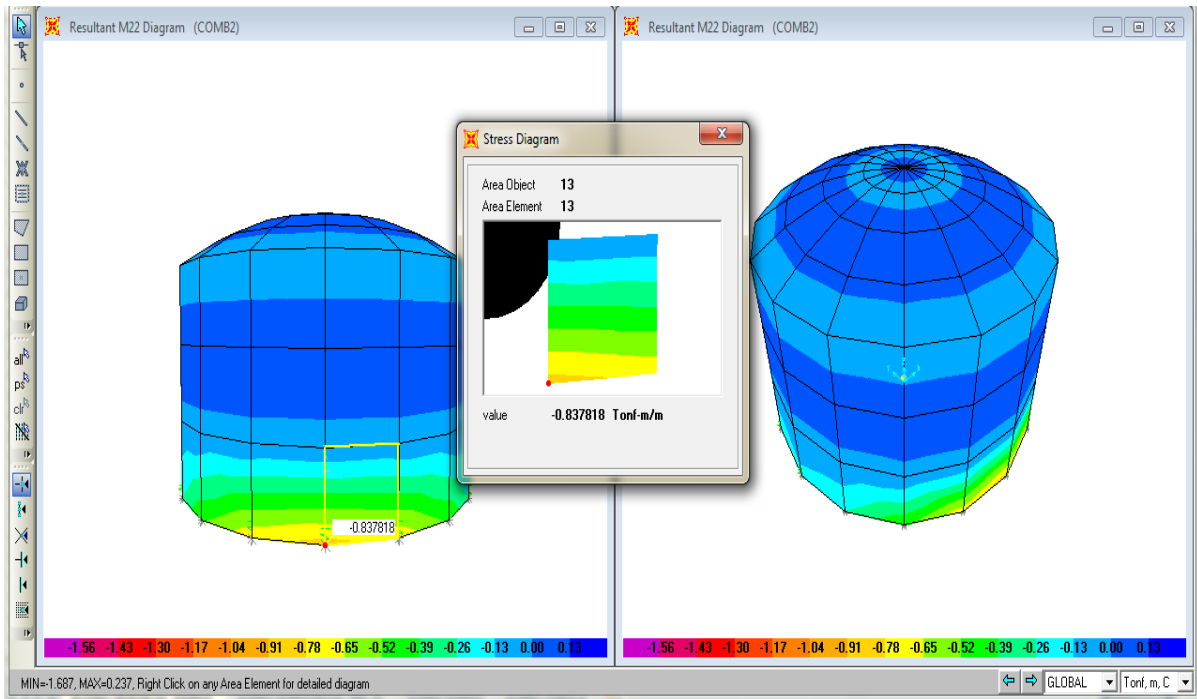 Resultant M22 Diagram (COMB2)
Resultant M22 Diagram (COMB2)
Stress Diagram
Area Object 13
Area Element 13
value -0.837818 Tonf-m/m
all
ps
clr
-0.837818
-1.56 -1.43 -1.30 -1.17 -1.04 -0.91 -0.78 -0.65 -0.52 -0.39 -0.26 -0.13 0.00 0.13
-1.56 -1.43 -1.30 -1.17 -1.04 -0.91 -0.78 -0.65 -0.52 -0.39 -0.26 -0.13 0.00 0.13
MIN=-1.687, MAX=0.237, Right Click on any Area Element for detailed diagram
GLOBAL
Tonf, m, C